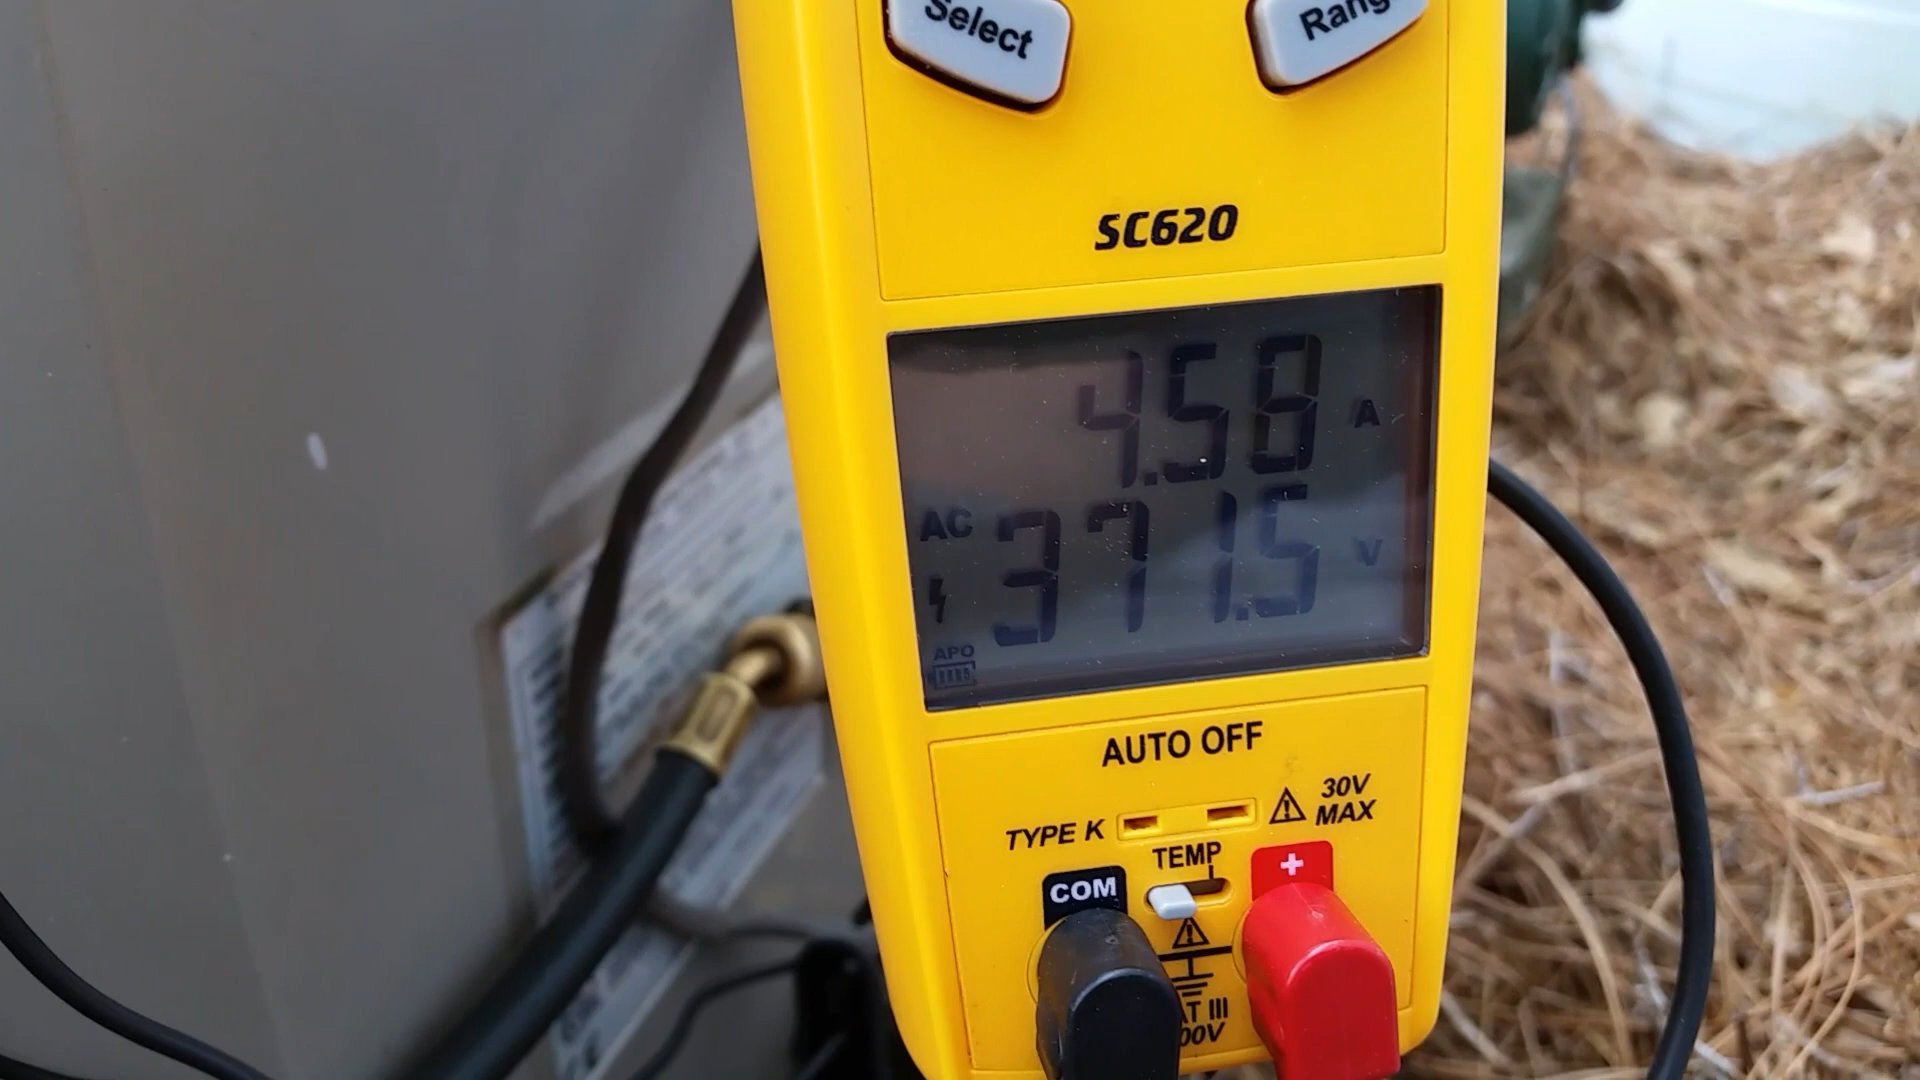 Select
Rang
SC620
4.58 A
AC 371.5 V
APO
AUTO OFF
TYPE K
30V
MAX
TEMP
COM
+